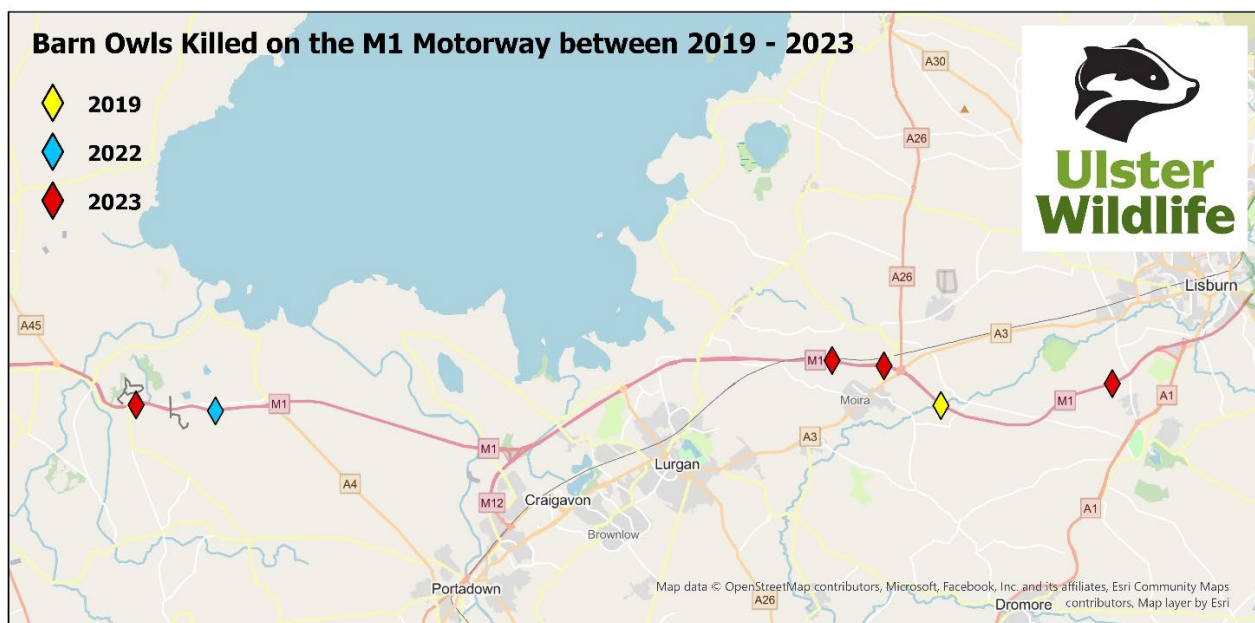 Barn Owls Killed on the M1 Motorway between 2019 - 2023
2019
2022
2023
Ulster
Wildlife
A30
A26
A26
Lisburn
A45
A3
M1
Moira
M1
M1
A1
M1
A3
Lurgan
A4
M12
Craigavon
A1
Brownlow
Portadown
A26
Map data © OpenStreetMap contributors, Microsoft, Facebook, Inc. and its affiliates, Esri Community Maps
contributors, Map layer by Esri
Dromore